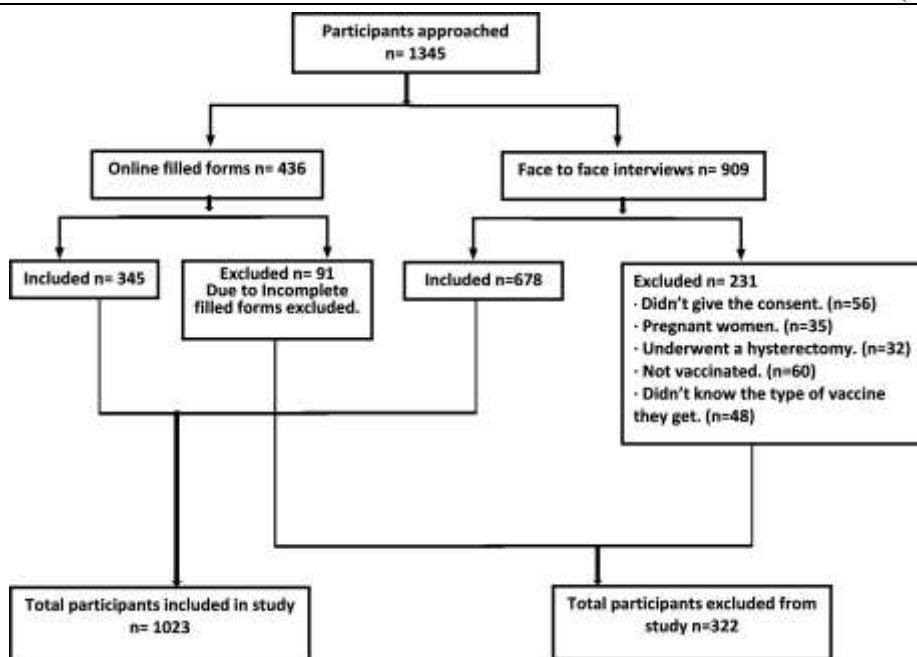 Participants approached
n= 1345
Online filled forms n= 436
Face to face interviews n= 909
Included n= 345
Excluded n= 91
Due to Incomplete
filled forms excluded.
Included n=678
Excluded n= 231
· Didn't give the consent. (n=56)
· Pregnant women. (n=35)
· Underwent a hysterectomy. (n=32)
· Not vaccinated. (n=60)
· Didn't know the type of vaccine
they get. (n=48)
Total participants included in study
n= 1023
Total participants excluded from
study n=322